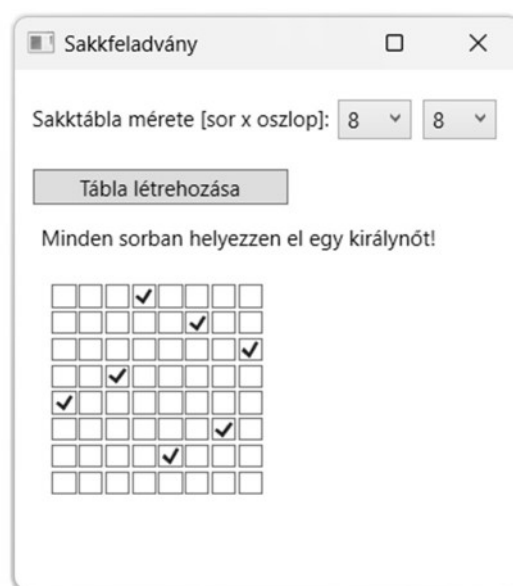 Sakkfeladvány
Sakktábla mérete [sor x oszlop]: 8 8
Tábla létrehozása
Minden sorban helyezzen el egy királynőt!